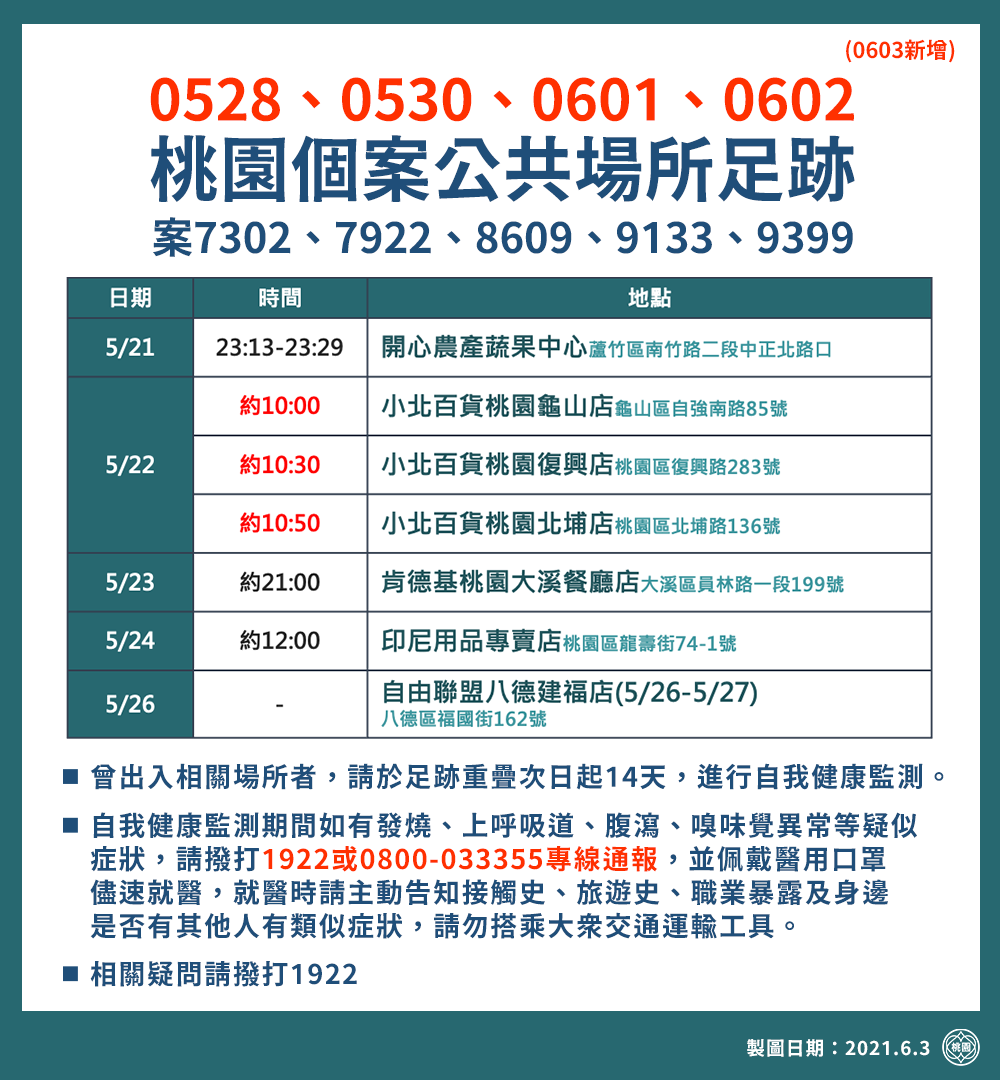 (0603新增)
0528、0530、0601、0602
桃園個案公共場所足跡
案7302、7922、8609、9133、9399
日期 時間 地點
5/21 23:13-23:29 開心農產蔬果中心蘆竹區南竹路二段中正北路口
約10:00 小北百貨桃園龜山店龜山區自強南路85號
5/22 約10:30 小北百貨桃園復興店桃園區復興路283號
約10:50 小北百貨桃園北埔店桃園區北埔路136號
5/23 約21:00 肯德基桃園大溪餐廳店大溪區員林路一段199號
5/24 約12:00 印尼用品專賣店桃園區龍壽街74-1號
5/26 - 自由聯盟八德建福店(5/26-5/27)
八德區福國街162號
■ 曾出入相關場所者，請於足跡重疊次日起14天，進行自我健康監測。
■ 自我健康監測期間如有發燒、上呼吸道、腹瀉、嗅味覺異常等疑似
症狀，請撥打1922或0800-033355專線通報，並佩戴醫用口罩
儘速就醫，就醫時請主動告知接觸史、旅遊史、職業暴露及身邊
是否有其他人有類似症狀，請勿搭乘大眾交通運輸工具。
■ 相關疑問請撥打1922
製圖日期：2021.6.3 桃園